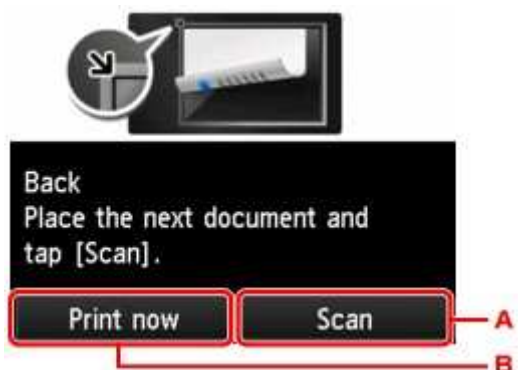 Back
Place the next document and
tap [Scan].
Print now
Scan
A
B